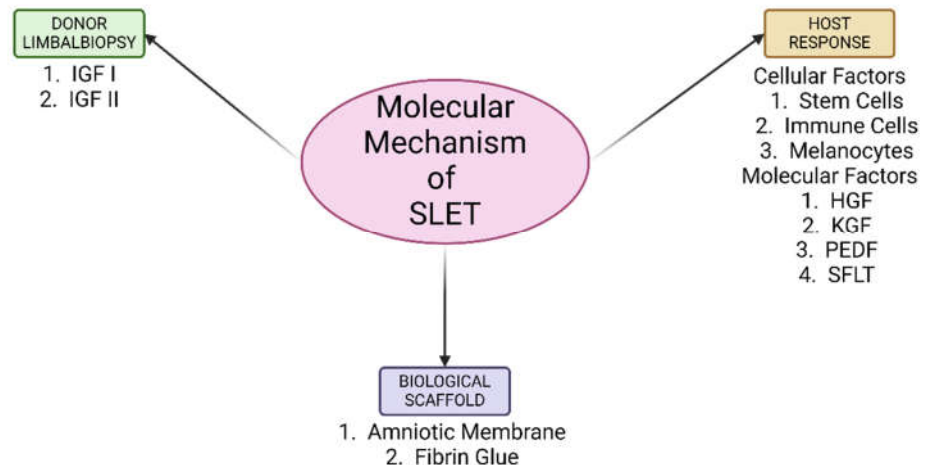 DONOR
LIMBALBIOPSY
1. IGF I
2. IGF II
Molecular
Mechanism
of
SLET
HOST
RESPONSE
Cellular Factors
1. Stem Cells
2. Immune Cells
3. Melanocytes
Molecular Factors
1. HGF
2. KGF
3. PEDF
4. SFLT
BIOLOGICAL
SCAFFOLD
1. Amniotic Membrane
2. Fibrin Glue